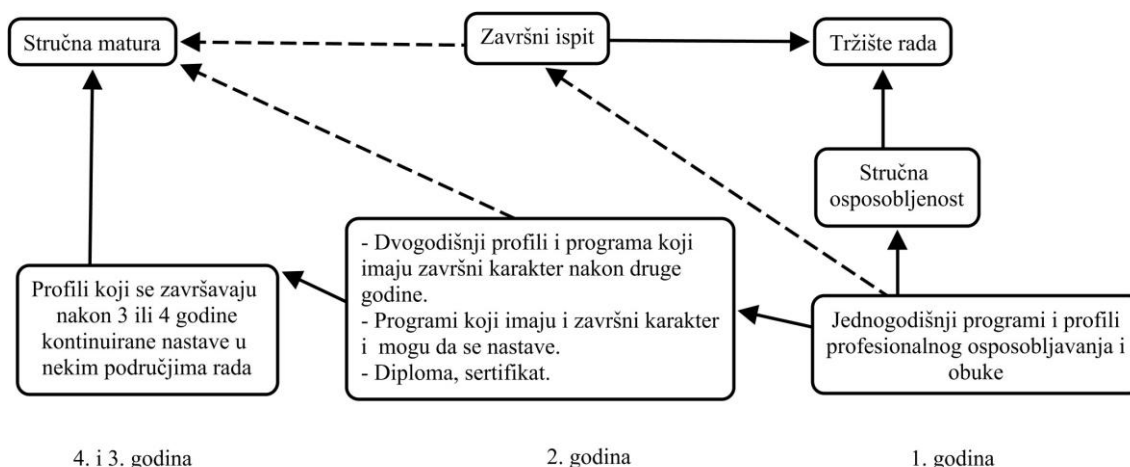 Stručna matura
Završni ispit
Tržište rada
Stručna
osposobljenost
- Dvogodišnji profili i programa koji
imaju završni karakter nakon druge
godine.
- Programi koji imaju i završni karakter
i mogu da se nastave.
- Diploma, sertifikat.
Profili koji se završavaju
nakon 3 ili 4 godine
kontinuirane nastave u
nekim područjima rada
Jednogodišnji programi i profili
profesionalnog osposobljavanja i
obuke
4. i 3. godina
2. godina
1. godina